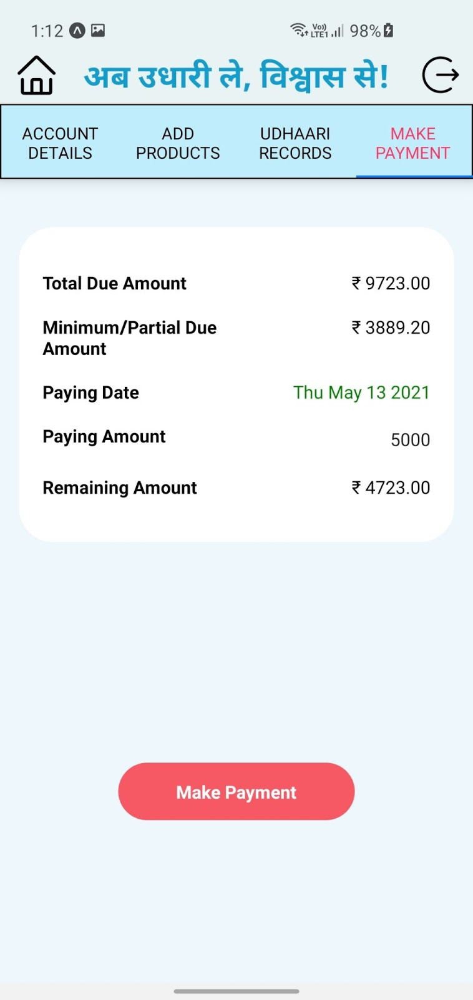 1:12 Vo)) LTE1 98%
अब उधारी ले, विश्वास से!
ACCOUNT DETAILS
ADD PRODUCTS
UDHAARI RECORDS
MAKE PAYMENT
Total Due Amount ₹ 9723.00
Minimum/Partial Due ₹ 3889.20
Amount
Paying Date Thu May 13 2021
Paying Amount 5000
Remaining Amount ₹ 4723.00
Make Payment